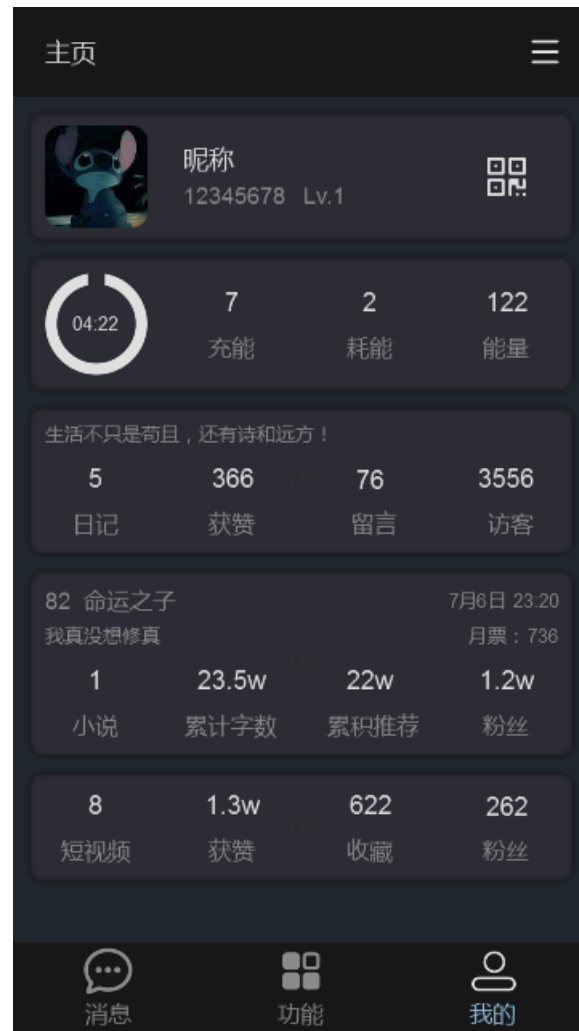 主页
昵称
12345678 Lv.1
04:22
7 2 122
充能 耗能 能量
生活不只是苟且，还有诗和远方！
5 366 76 3556
日记 获赞 留言 访客
82 命运之子 7月6日 23:20
我真没想修真 月票：736
1 23.5w 22w 1.2w
小说 累计字数 累积推荐 粉丝
8 1.3w 622 262
短视频 获赞 收藏 粉丝
消息 功能 我的